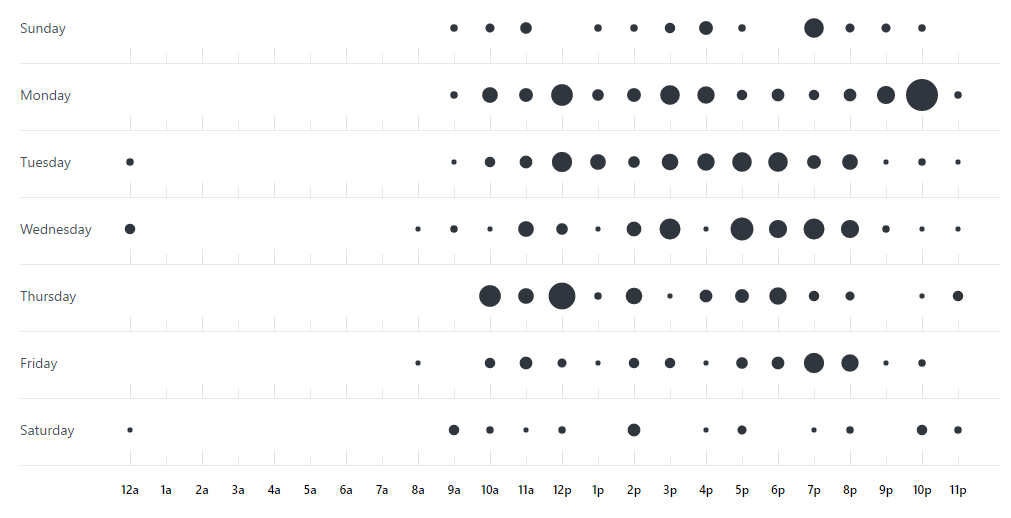 Sunday
Monday
Tuesday
Wednesday
Thursday
Friday
Saturday
12a 1a 2a 3a 4a 5a 6a 7a 8a 9a 10a 11a 12p 1p 2p 3p 4p 5p 6p 7p 8p 9p 10p 11p